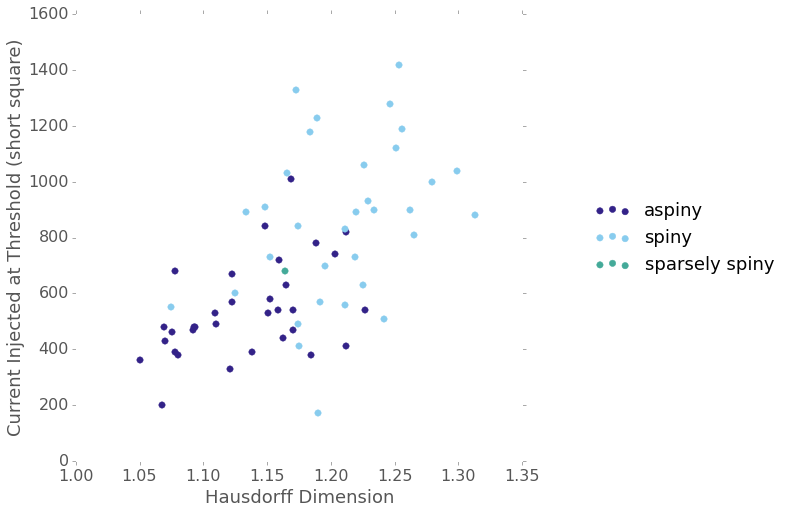 1600
1400
1200
1000
800
600
400
200
0
Current Injected at Threshold (short square)
1.00 1.05 1.10 1.15 1.20 1.25 1.30 1.35
Hausdorff Dimension
aspiny
spiny
sparsely spiny